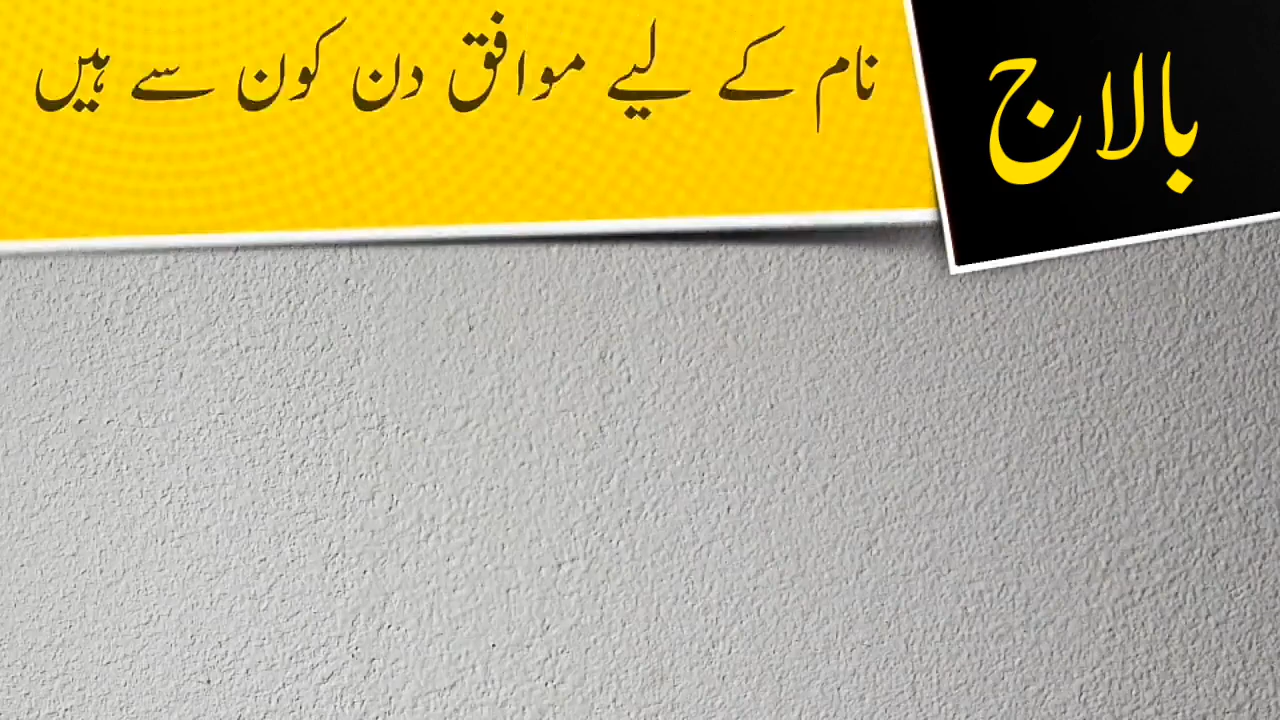 بالاج
نام کے لیے موافق دن کون سے ہیں